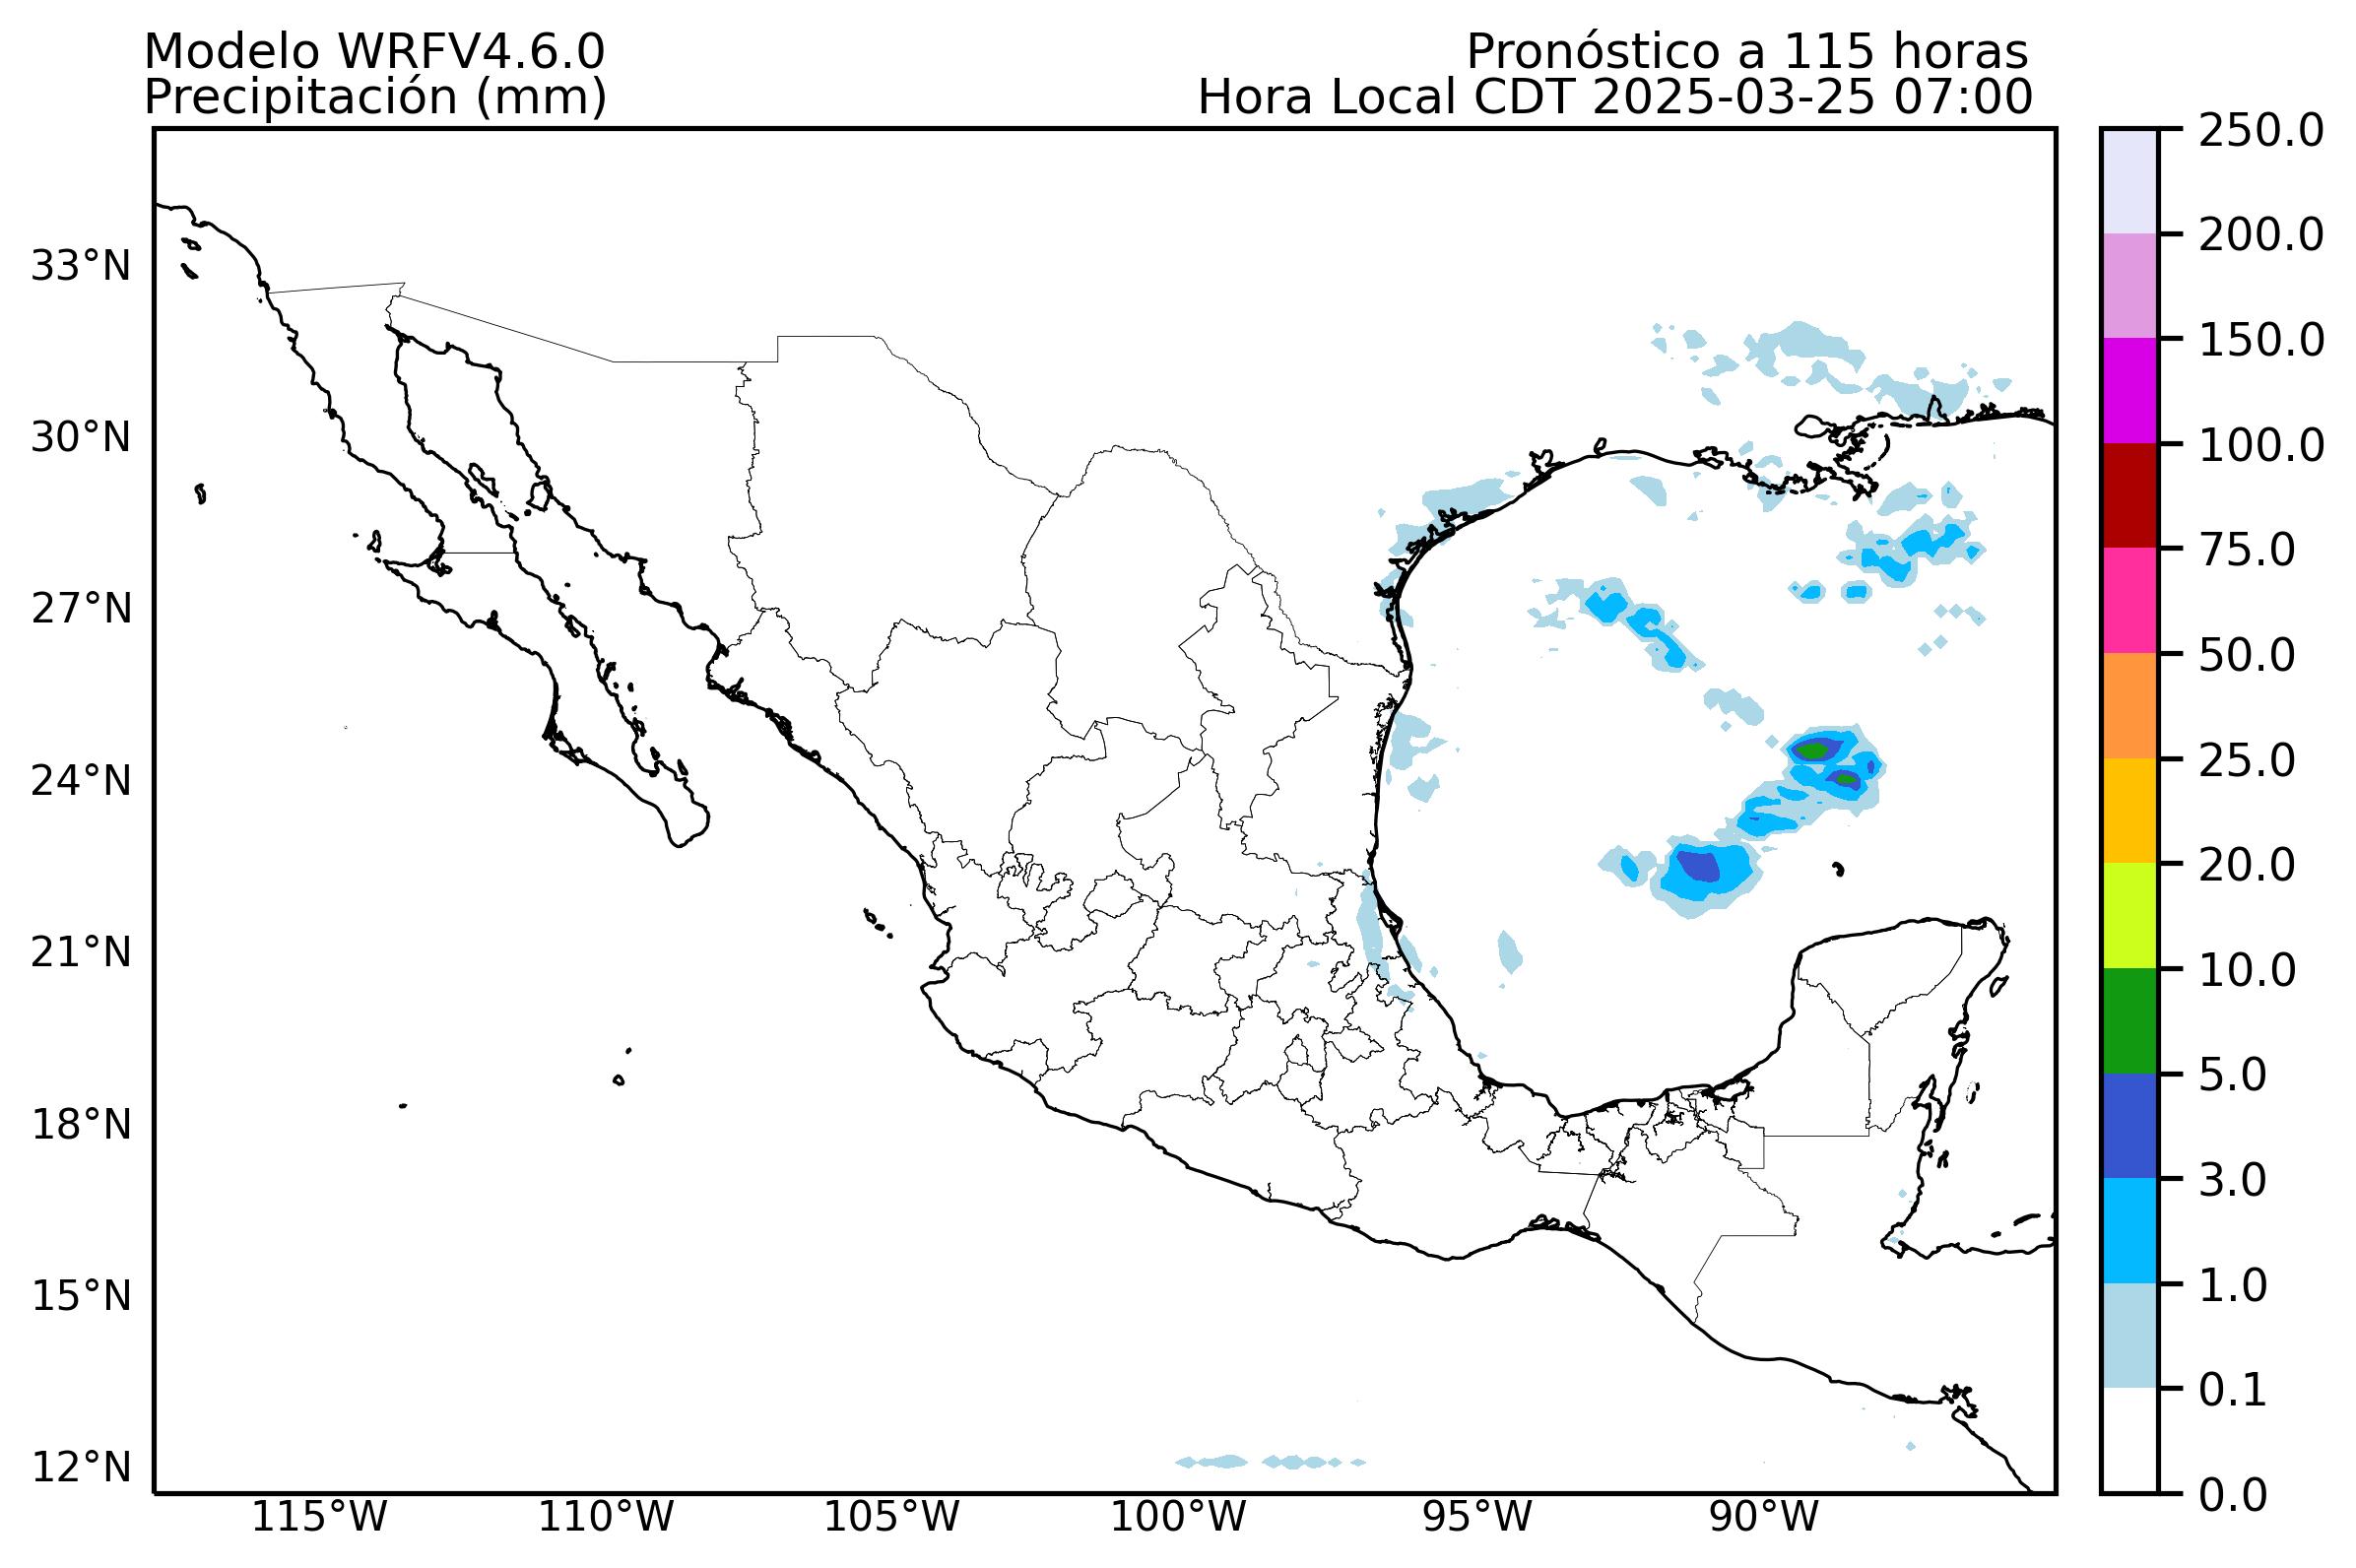 Modelo WRFV4.6.0
Pronóstico a 115 horas
Precipitación (mm)
Hora Local CDT 2025-03-25 07:00
33°N
30°N
27°N
24°N
21°N
18°N
15°N
12°N
115°W
110°W
105°W
100°W
95°W
90°W
250.0
200.0
150.0
100.0
75.0
50.0
25.0
20.0
10.0
5.0
3.0
1.0
0.1
0.0